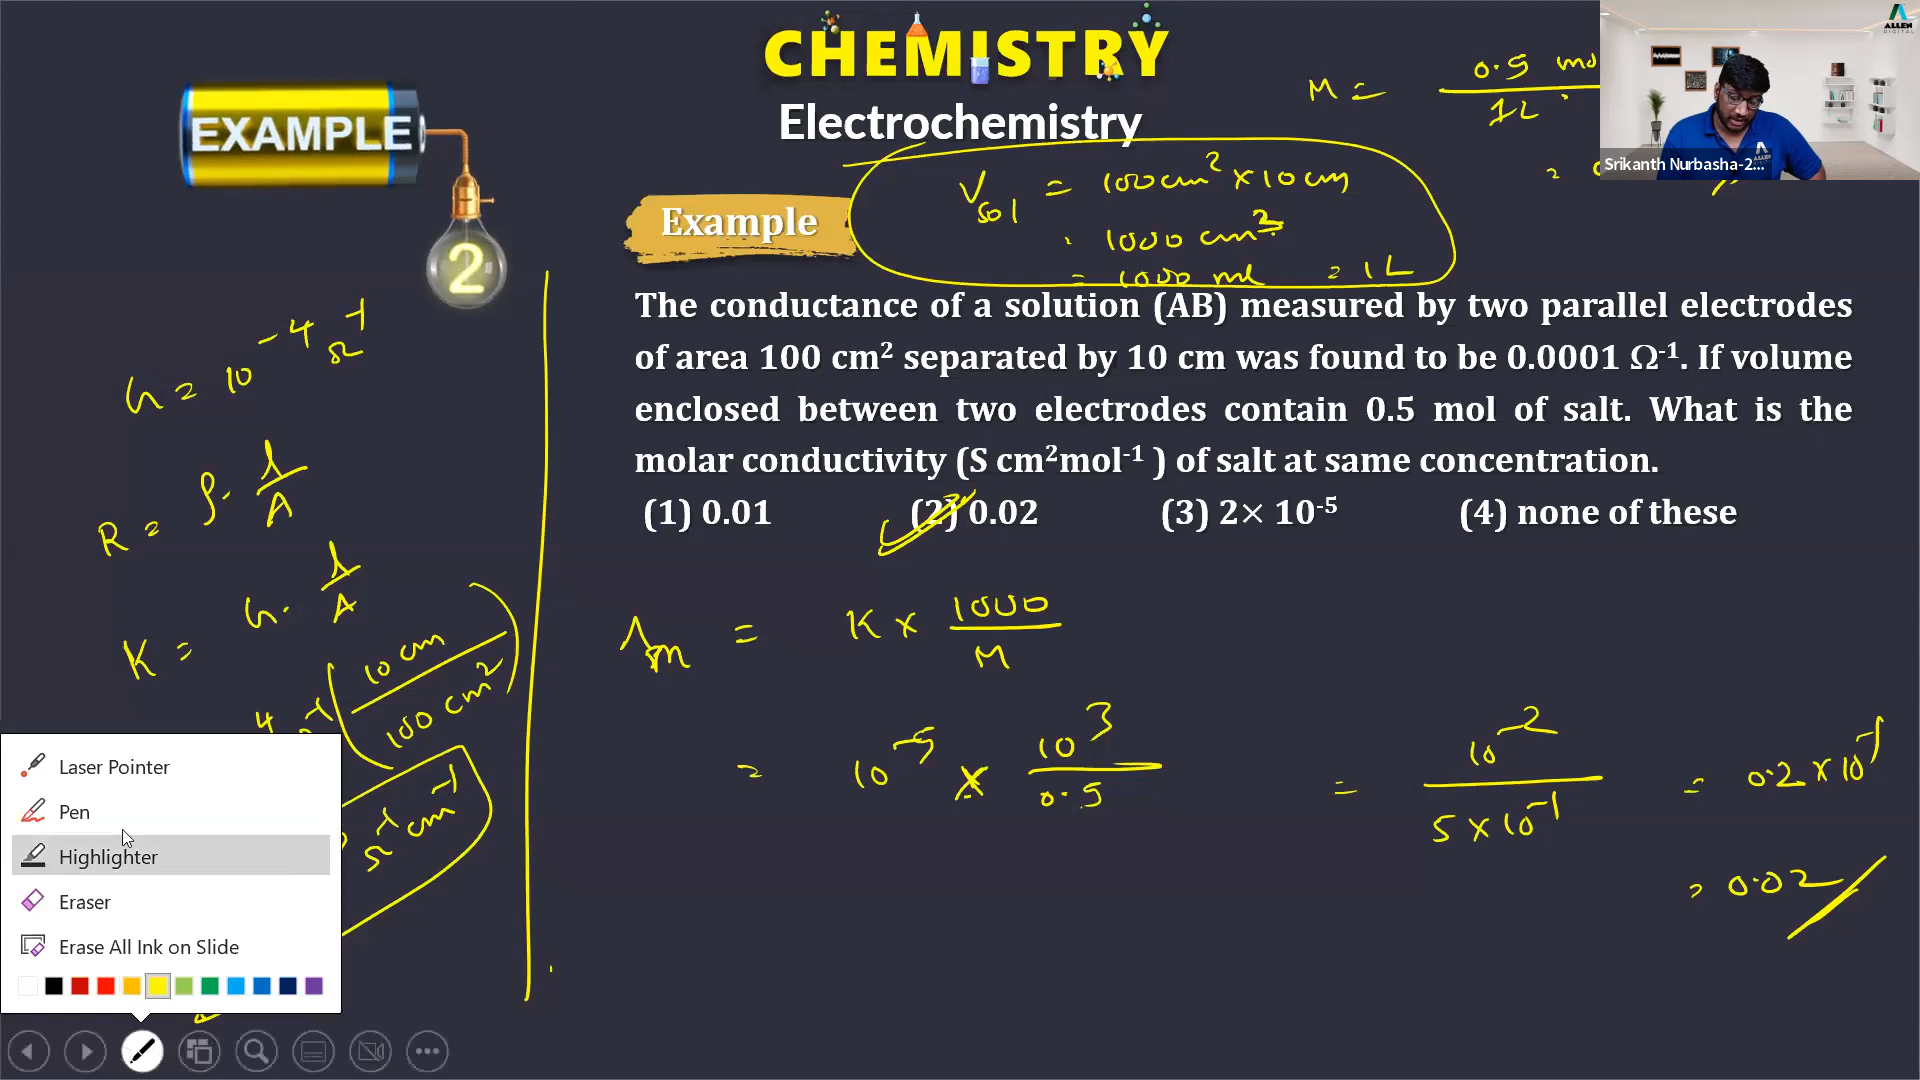 CHEMISTRY
Electrochemistry
EXAMPLE
2
ALLEN
DIGITAL
Srikanth Nurbasha-2...
M = 0.5 mo / 1L
Vsol = 100 cm² × 10 cm
= 1000 cm³
= 1000 ml = 1 L
Example
The conductance of a solution (AB) measured by two parallel electrodes
of area 100 cm² separated by 10 cm was found to be 0.0001 Ω⁻¹. If volume
enclosed between two electrodes contain 0.5 mol of salt. What is the
molar conductivity (S cm²mol⁻¹ ) of salt at same concentration.
(1) 0.01 (2) 0.02 (3) 2× 10⁻⁵ (4) none of these
G = 10⁻⁴ Ω⁻¹
R = ρ · l/A
K = G · l/A
(10 cm / 100 cm²)
Ω⁻¹ cm⁻¹
Λm = K × 1000/M
= 10⁻⁵ × 10³/0.5 = 10⁻²/5 × 10⁻¹ = 0.2 × 10⁻¹
= 0.02
Laser Pointer
Pen
Highlighter
Eraser
Erase All Ink on Slide